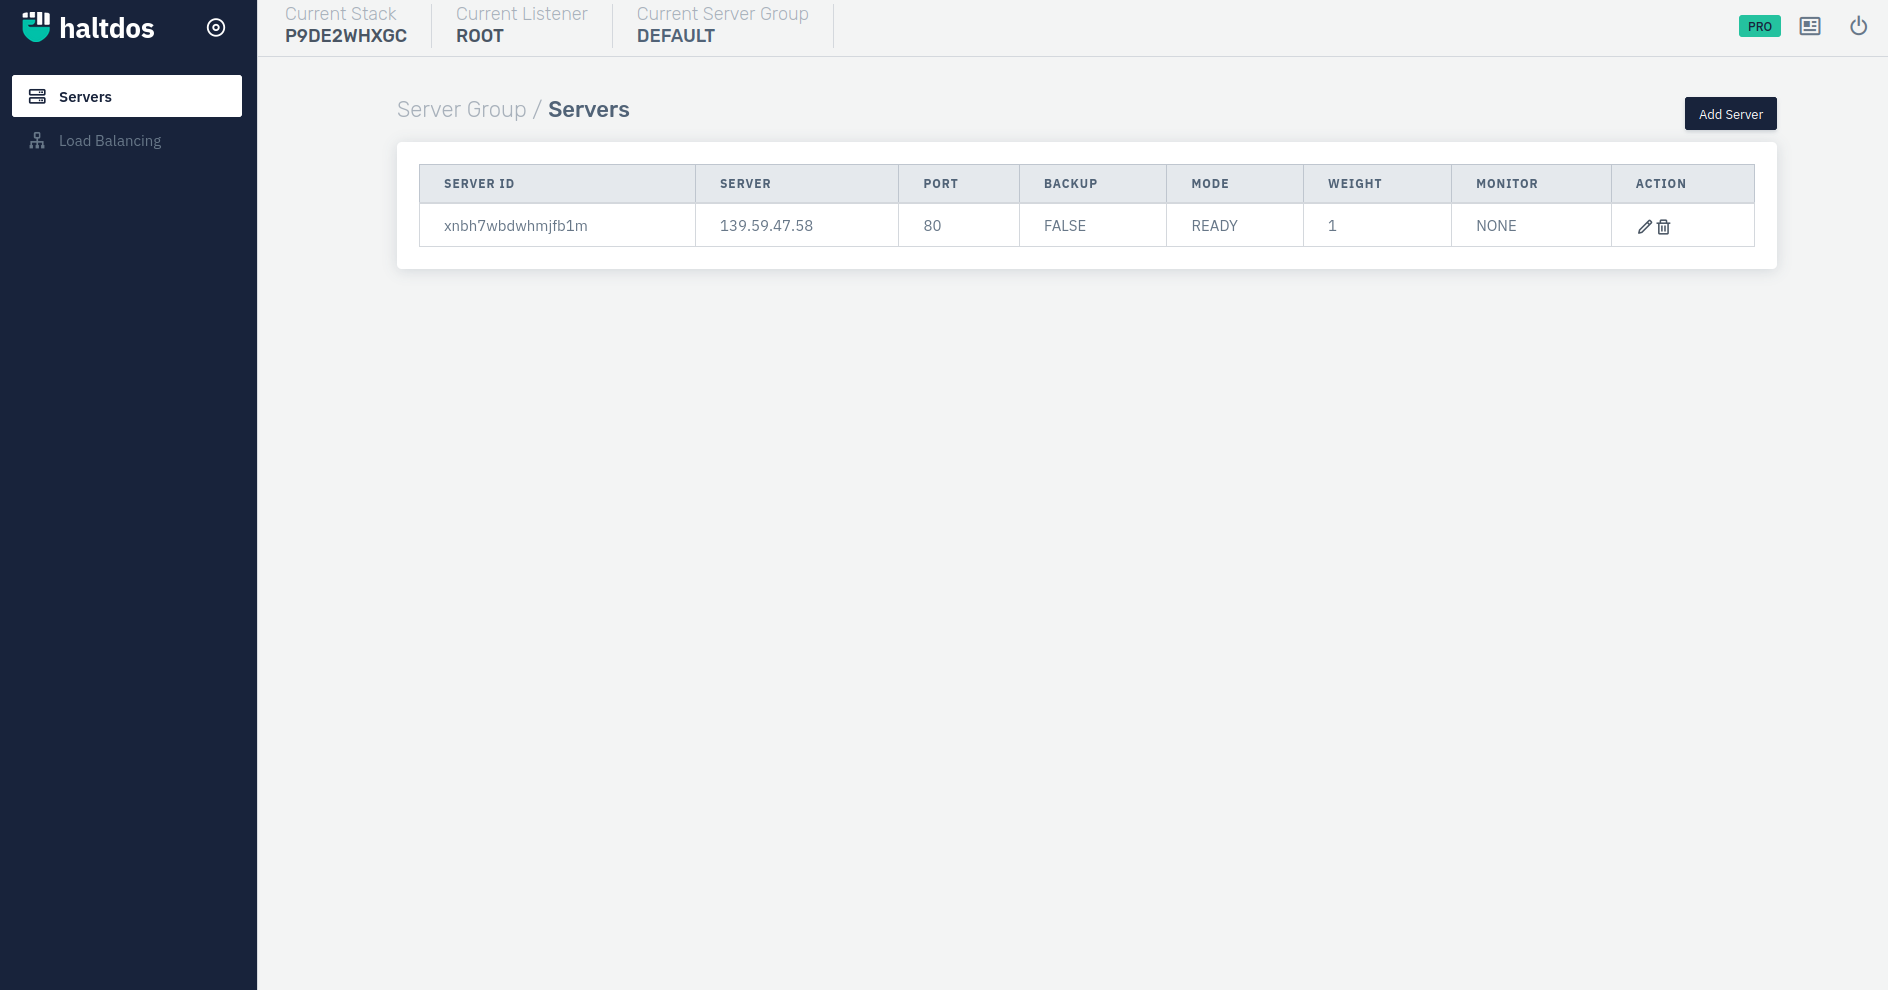 haltdos
Servers
Load Balancing
Current Stack
P9DE2WHXGC
Current Listener
ROOT
Current Server Group
DEFAULT
PRO
Server Group / Servers
Add Server
SERVER ID SERVER PORT BACKUP MODE WEIGHT MONITOR ACTION
xnbh7wbdwhmjfb1m 139.59.47.58 80 FALSE READY 1 NONE